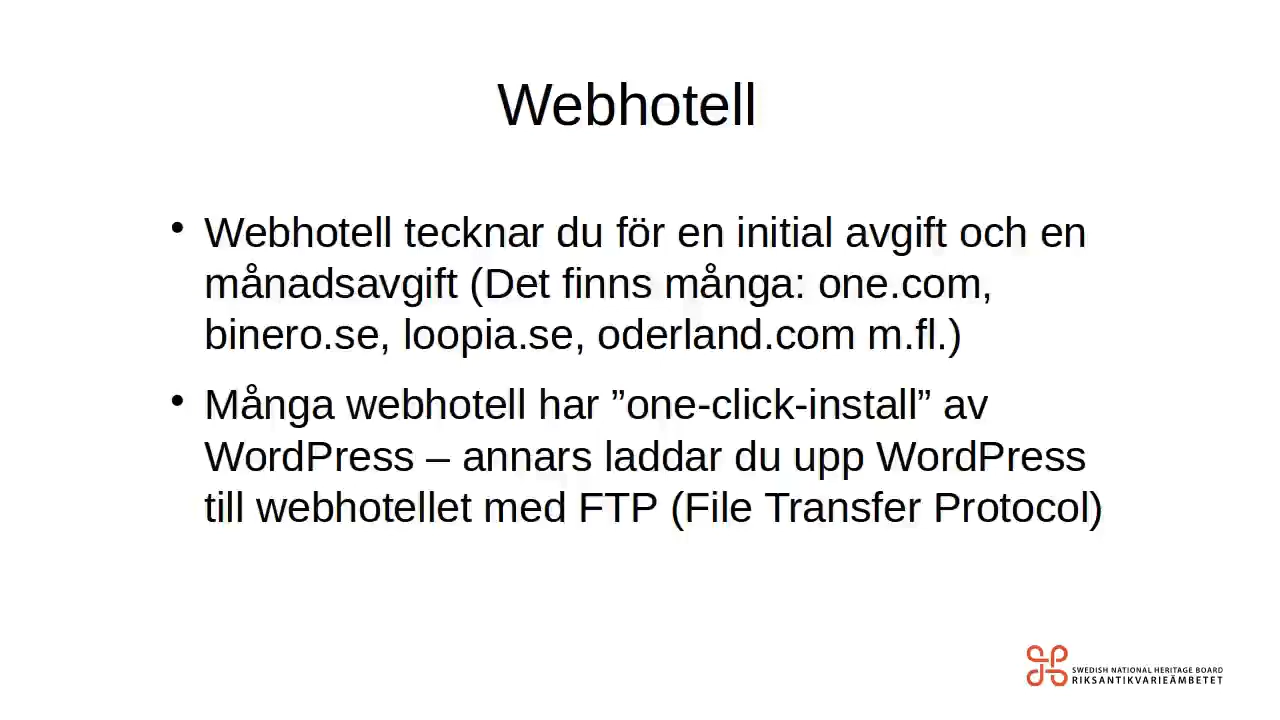 Webhotell
• Webhotell tecknar du för en initial avgift och en
månadsavgift (Det finns många: one.com,
binero.se, loopia.se, oderland.com m.fl.)
• Många webhotell har ”one-click-install” av
WordPress – annars laddar du upp WordPress
till webhotellet med FTP (File Transfer Protocol)
SWEDISH NATIONAL HERITAGE BOARD
RIKSANTIKVARIEÄMBETET